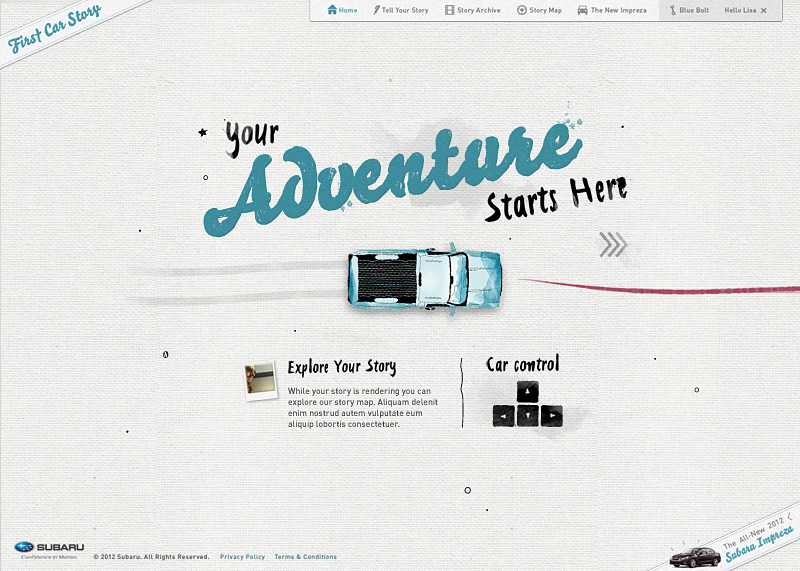 First Car Story
Home Tell Your Story Story Archive Story Map The New Impreza Blue Bolt Hello Lisa
Your
Adventure
Starts Here
Explore Your Story
While your story is rendering you can
explore our story map. Aliquam delenit
enim nostrud autem vulputate eum
aliquip lobortis consectetuer.
Car control
The All-New 2012
Subaru Impreza
SUBARU
Confidence in Motion
© 2012 Subaru. All Rights Reserved. Privacy Policy Terms & Conditions